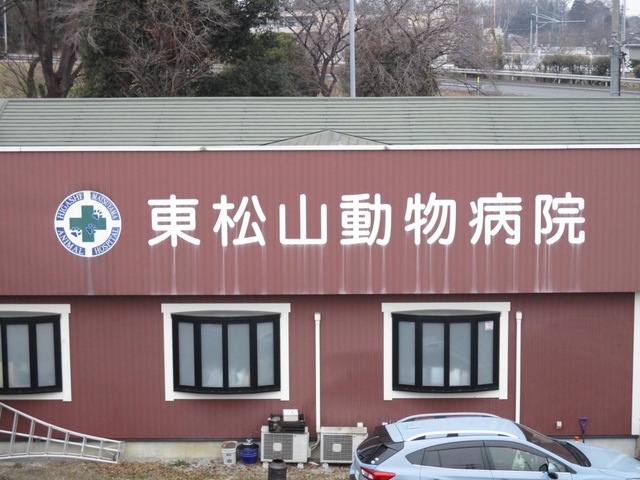 HIGASHI MATSUYAMA
ANIMAL HOSPITAL
東松山動物病院